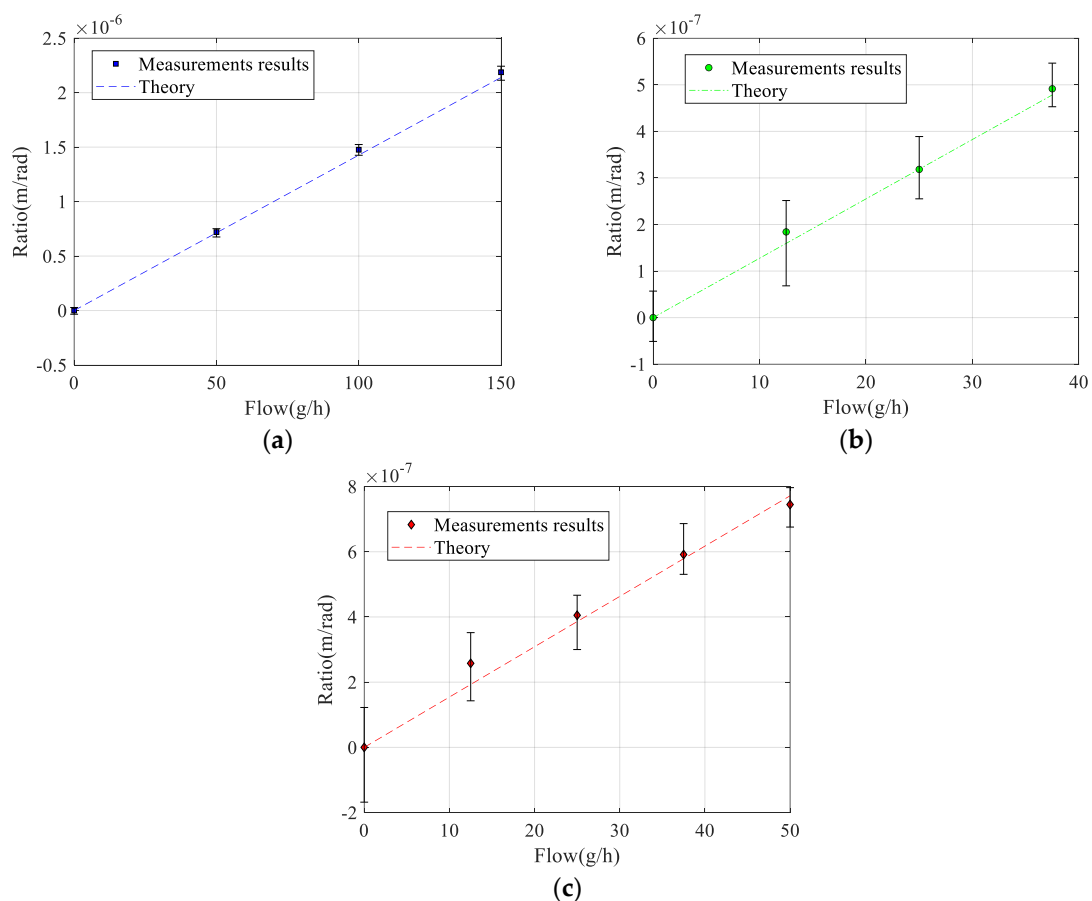 ×10⁻⁶
2.5
2
1.5
1
0.5
0
-0.5
Ratio(m/rad)
Measurements results
Theory
0 50 100 150
Flow(g/h)
(a)
×10⁻⁷
6
5
4
3
2
1
0
-1
Ratio(m/rad)
Measurements results
Theory
0 10 20 30 40
Flow(g/h)
(b)
×10⁻⁷
8
6
4
2
0
-2
Ratio(m/rad)
Measurements results
Theory
0 10 20 30 40 50
Flow(g/h)
(c)